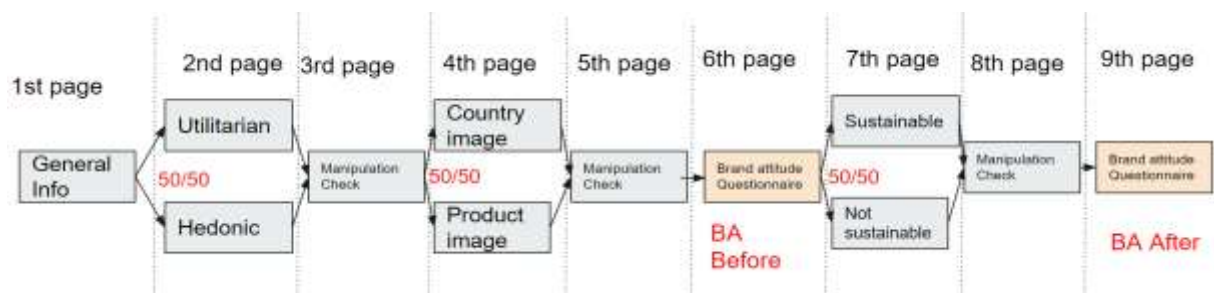 1st page
2nd page
3rd page
4th page
5th page
6th page
7th page
8th page
9th page
General
Info
Utilitarian
50/50
Hedonic
Manipulation
Check
Country
image
50/50
Product
image
Manipulation
Check
Brand attitude
Questionnaire
BA
Before
Sustainable
50/50
Not
sustainable
Manipulation
Check
Brand attitude
Questionnaire
BA After